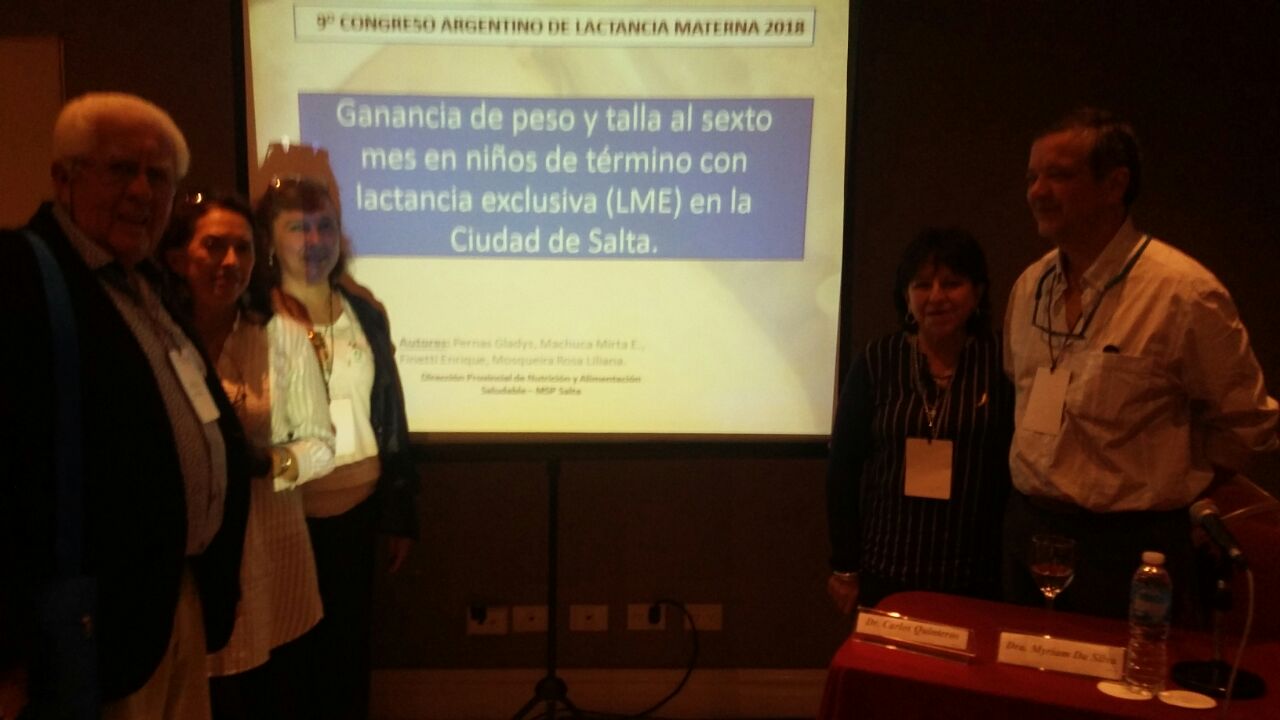 9º CONGRESO ARGENTINO DE LACTANCIA MATERNA 2018
Ganancia de peso y talla al sexto
mes en niños de término con
lactancia exclusiva (LME) en la
Ciudad de Salta.
Autores: Pernas Gladys, Machuca Mirta E.,
Finetti Enrique, Mosqueira Rosa Liliana.
Dirección Provincial de Nutrición y Alimentación
Saludable – MSP Salta
Dr. Carlos Quinteros
Dra. Myriam Da Silva